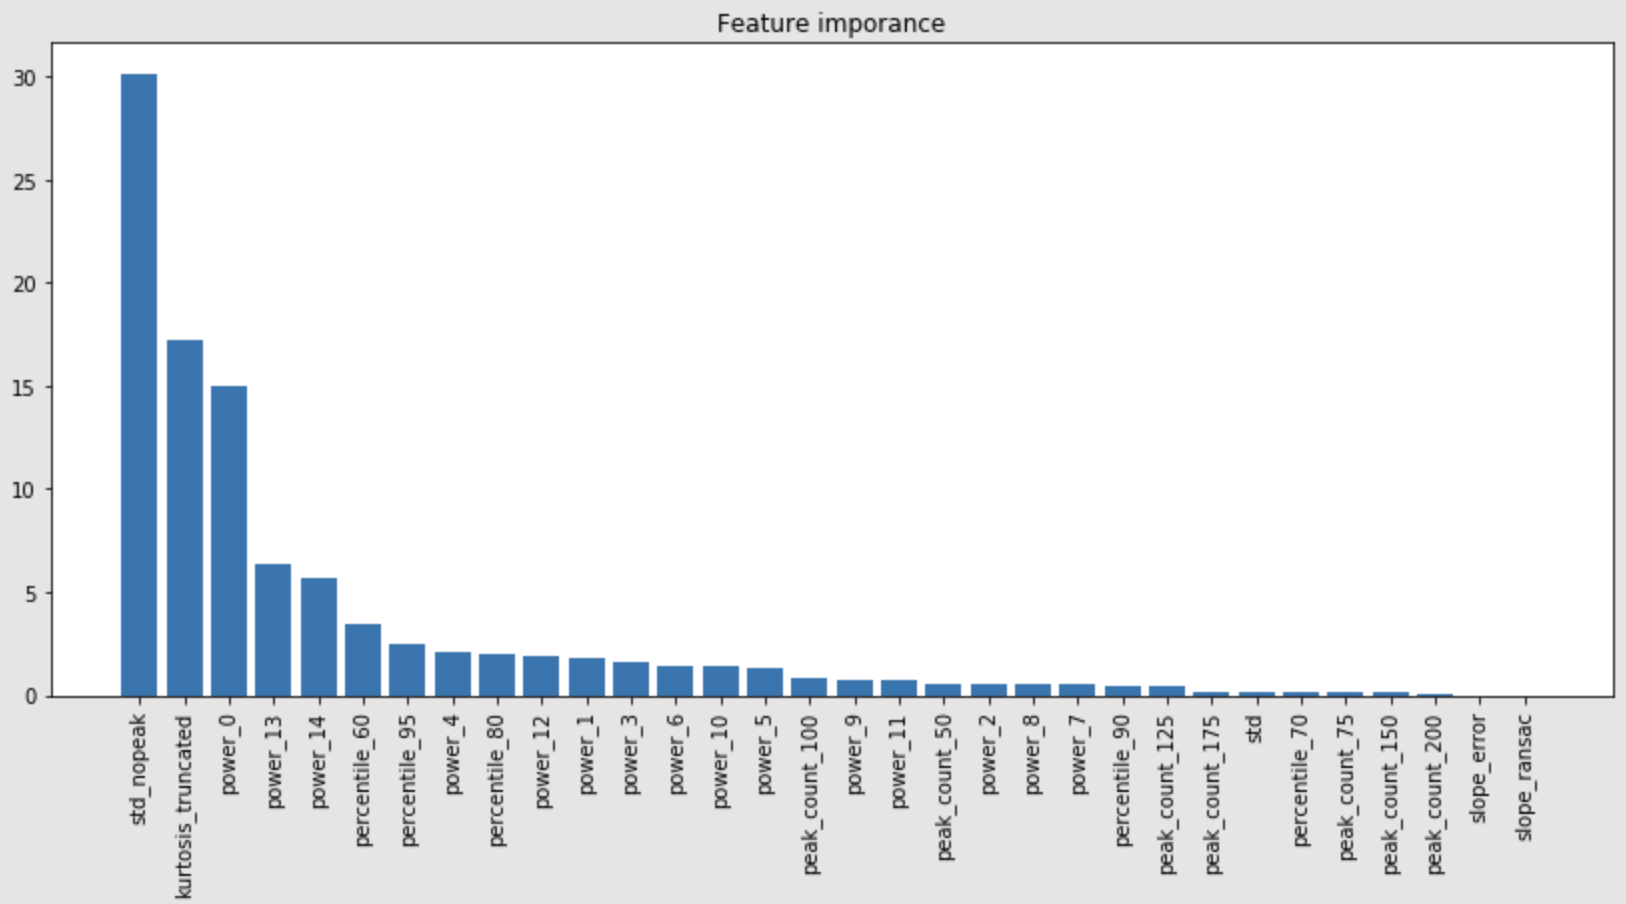 Feature imporance
30
25
20
15
10
5
0
std_nopeak
kurtosis_truncated
power_0
power_13
power_14
percentile_60
percentile_95
power_4
percentile_80
power_12
power_1
power_3
power_6
power_10
power_5
peak_count_100
power_9
power_11
peak_count_50
power_2
power_8
power_7
percentile_90
peak_count_125
peak_count_175
std
percentile_70
peak_count_75
peak_count_150
peak_count_200
slope_error
slope_ransac